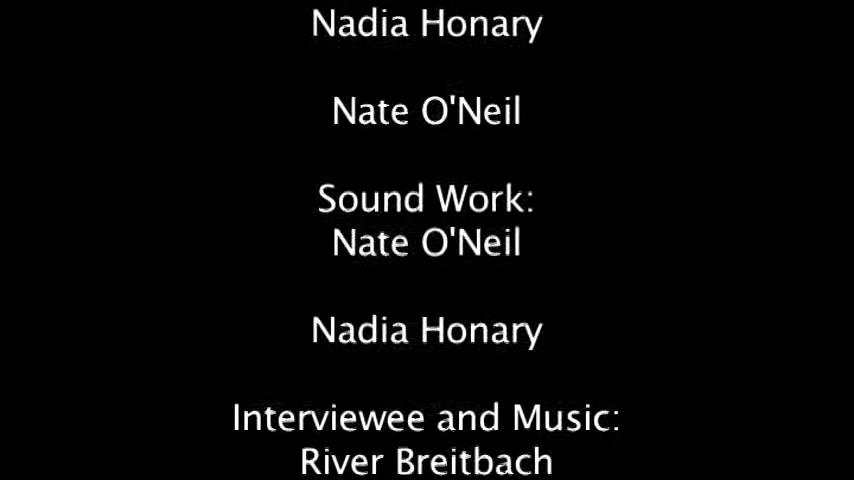 Nadia Honary
Nate O'Neil
Sound Work:
Nate O'Neil
Nadia Honary
Interviewee and Music:
River Breitbach